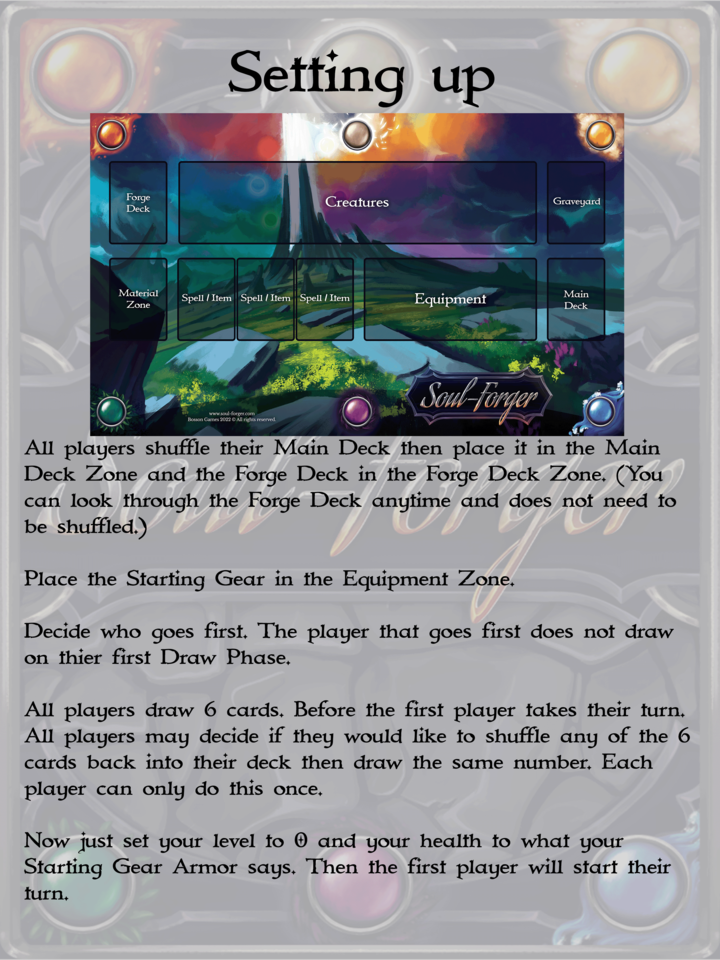 Setting up
Forge
Deck
Creatures
Graveyard
Material
Zone
Spell / Item
Spell / Item
Spell / Item
Equipment
Main
Deck
Soul-Forger
www.soul-forger.com
Benson Games 2022 © All rights reserved
All players shuffle their Main Deck then place it in the Main
Deck Zone and the Forge Deck in the Forge Deck Zone. (You
can look through the Forge Deck anytime and does not need to
be shuffled.)
Place the Starting Gear in the Equipment Zone.
Decide who goes first. The player that goes first does not draw
on thier first Draw Phase.
All players draw 6 cards. Before the first player takes their turn.
All players may decide if they would like to shuffle any of the 6
cards back into their deck then draw the same number. Each
player can only do this once.
Now just set your level to 0 and your health to what your
Starting Gear Armor says. Then the first player will start their
turn.
Soul-Forger